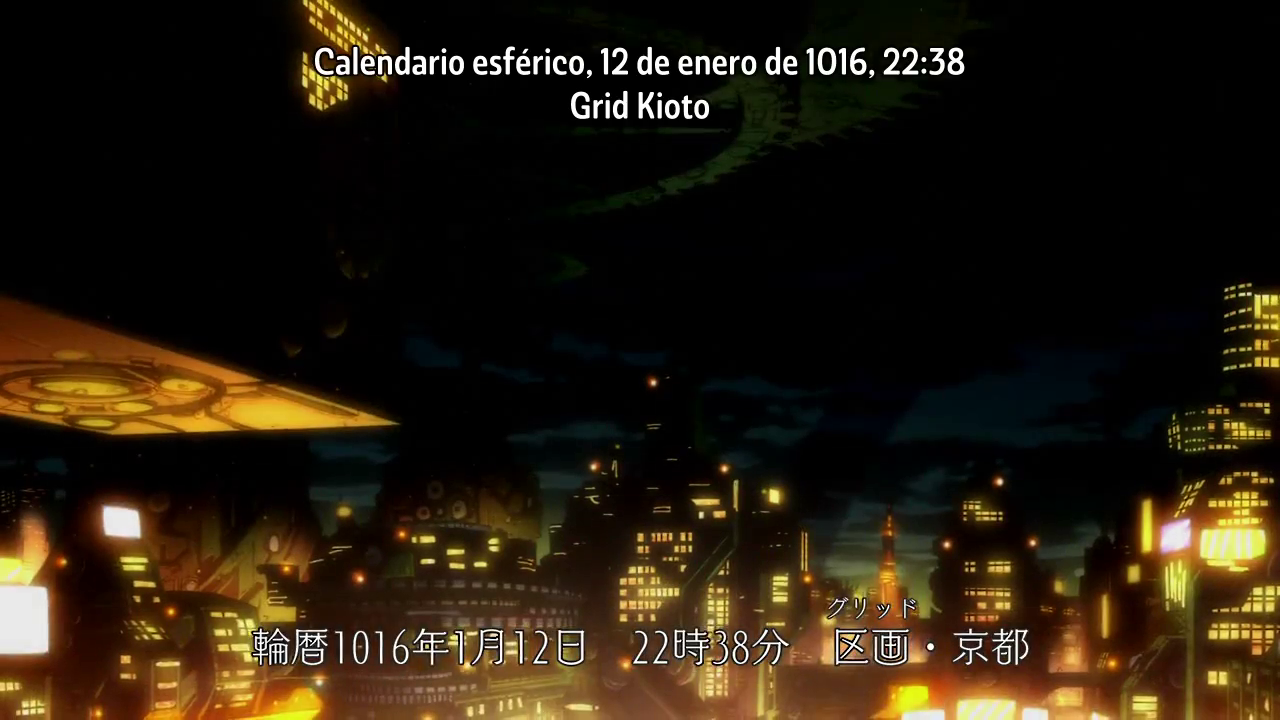 Calendario esférico, 12 de enero de 1016, 22:38
Grid Kioto
グリッド
輪暦1016年1月12日 22時38分 区画・京都